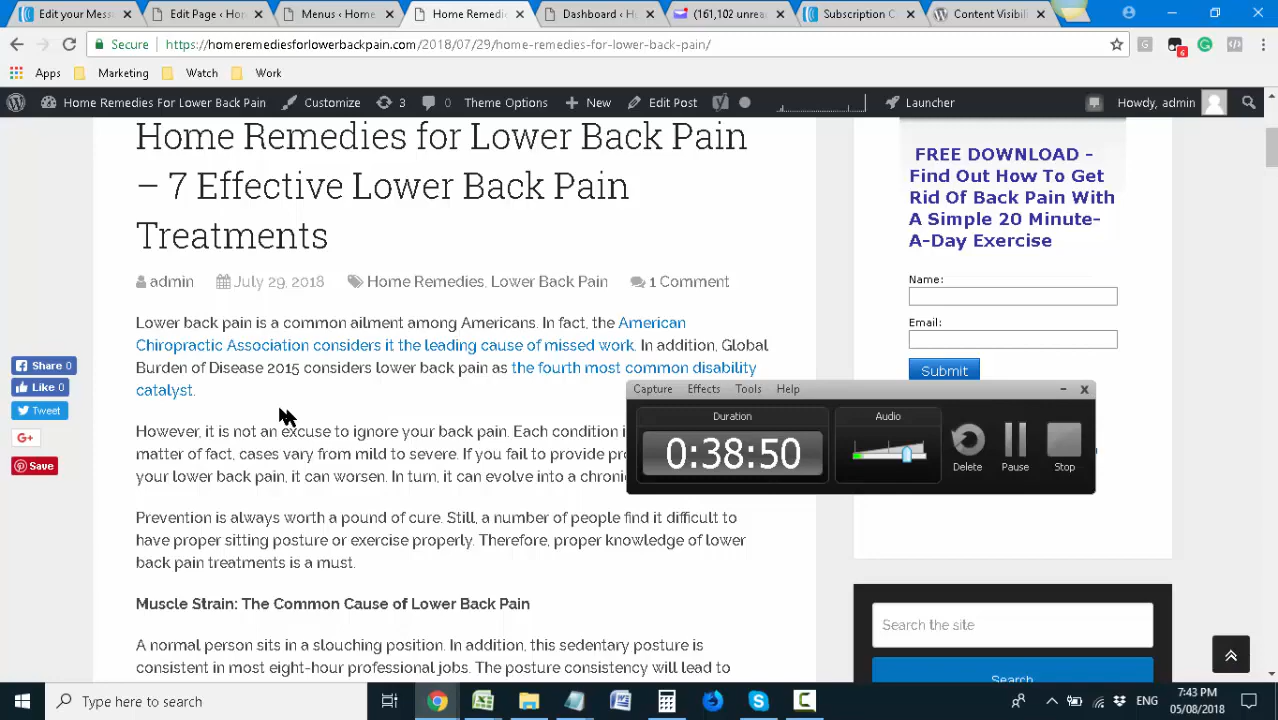 Edit your Messa
Edit Page ‹ Ho
Menus ‹ Home
Home Remedie
Dashboard ‹ H
(161,102 unrea
Subscription C
Content Visibili
Secure
https://homeremediesforlowerbackpain.com/2018/07/29/home-remedies-for-lower-back-pain/
6
Apps
Marketing
Watch
Work
Home Remedies For Lower Back Pain
Customize
3
0
Theme Options
New
Edit Post
Launcher
Howdy, admin
Home Remedies for Lower Back Pain
– 7 Effective Lower Back Pain
Treatments
admin
July 29, 2018
Home Remedies, Lower Back Pain
1 Comment
Lower back pain is a common ailment among Americans. In fact, the American
Chiropractic Association considers it the leading cause of missed work. In addition, Global
Burden of Disease 2015 considers lower back pain as the fourth most common disability
catalyst.
However, it is not an excuse to ignore your back pain. Each condition i
matter of fact, cases vary from mild to severe. If you fail to provide pro
your lower back pain, it can worsen. In turn, it can evolve into a chroni
Prevention is always worth a pound of cure. Still, a number of people find it difficult to
have proper sitting posture or exercise properly. Therefore, proper knowledge of lower
back pain treatments is a must.
Muscle Strain: The Common Cause of Lower Back Pain
A normal person sits in a slouching position. In addition, this sedentary posture is
consistent in most eight-hour professional jobs. The posture consistency will lead to
Share 0
Like 0
Tweet
G+
Save
FREE DOWNLOAD -
Find Out How To Get
Rid Of Back Pain With
A Simple 20 Minute-
A-Day Exercise
Name:
Email:
Submit
Capture
Effects
Tools
Help
Duration
0:38:50
Audio
Delete
Pause
Stop
Search the site
Search
Type here to search
ENG
7:43 PM
05/08/2018